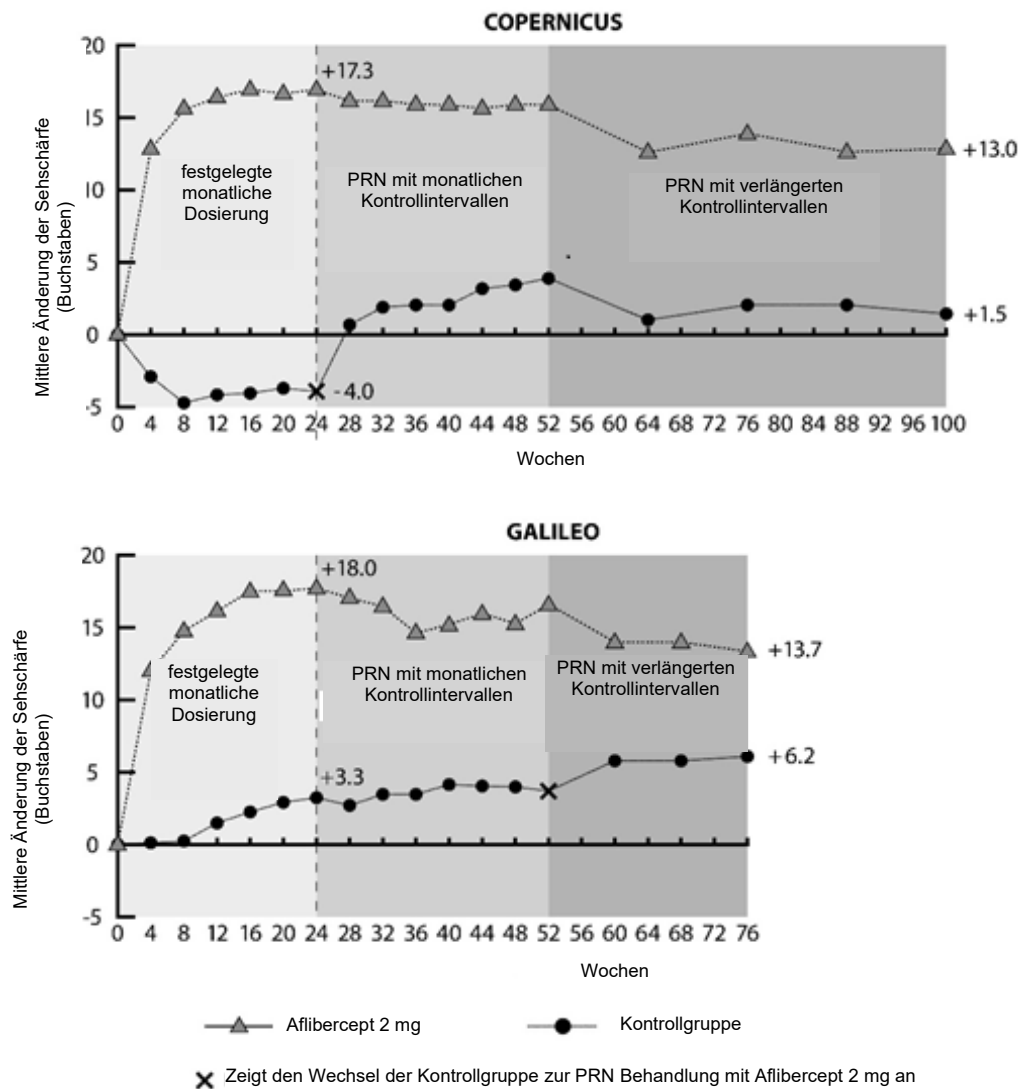 COPERNICUS
20
15
10
5
0
-5
Mittlere Änderung der Sehschärfe
(Buchstaben)
+17.3
festgelegte
monatliche
Dosierung
PRN mit monatlichen
Kontrollintervallen
PRN mit verlängerten
Kontrollintervallen
+13.0
+1.5
-4.0
0 4 8 12 16 20 24 28 32 36 40 44 48 52 56 60 64 68 72 76 80 84 88 92 96 100
Wochen
GALILEO
20
15
10
5
0
-5
Mittlere Änderung der Sehschärfe
(Buchstaben)
+18.0
festgelegte
monatliche
Dosierung
PRN mit monatlichen
Kontrollintervallen
PRN mit verlängerten
Kontrollintervallen
+13.7
+6.2
+3.3
0 4 8 12 16 20 24 28 32 36 40 44 48 52 56 60 64 68 72 76
Wochen
Aflibercept 2 mg
Kontrollgruppe
Zeigt den Wechsel der Kontrollgruppe zur PRN Behandlung mit Aflibercept 2 mg an